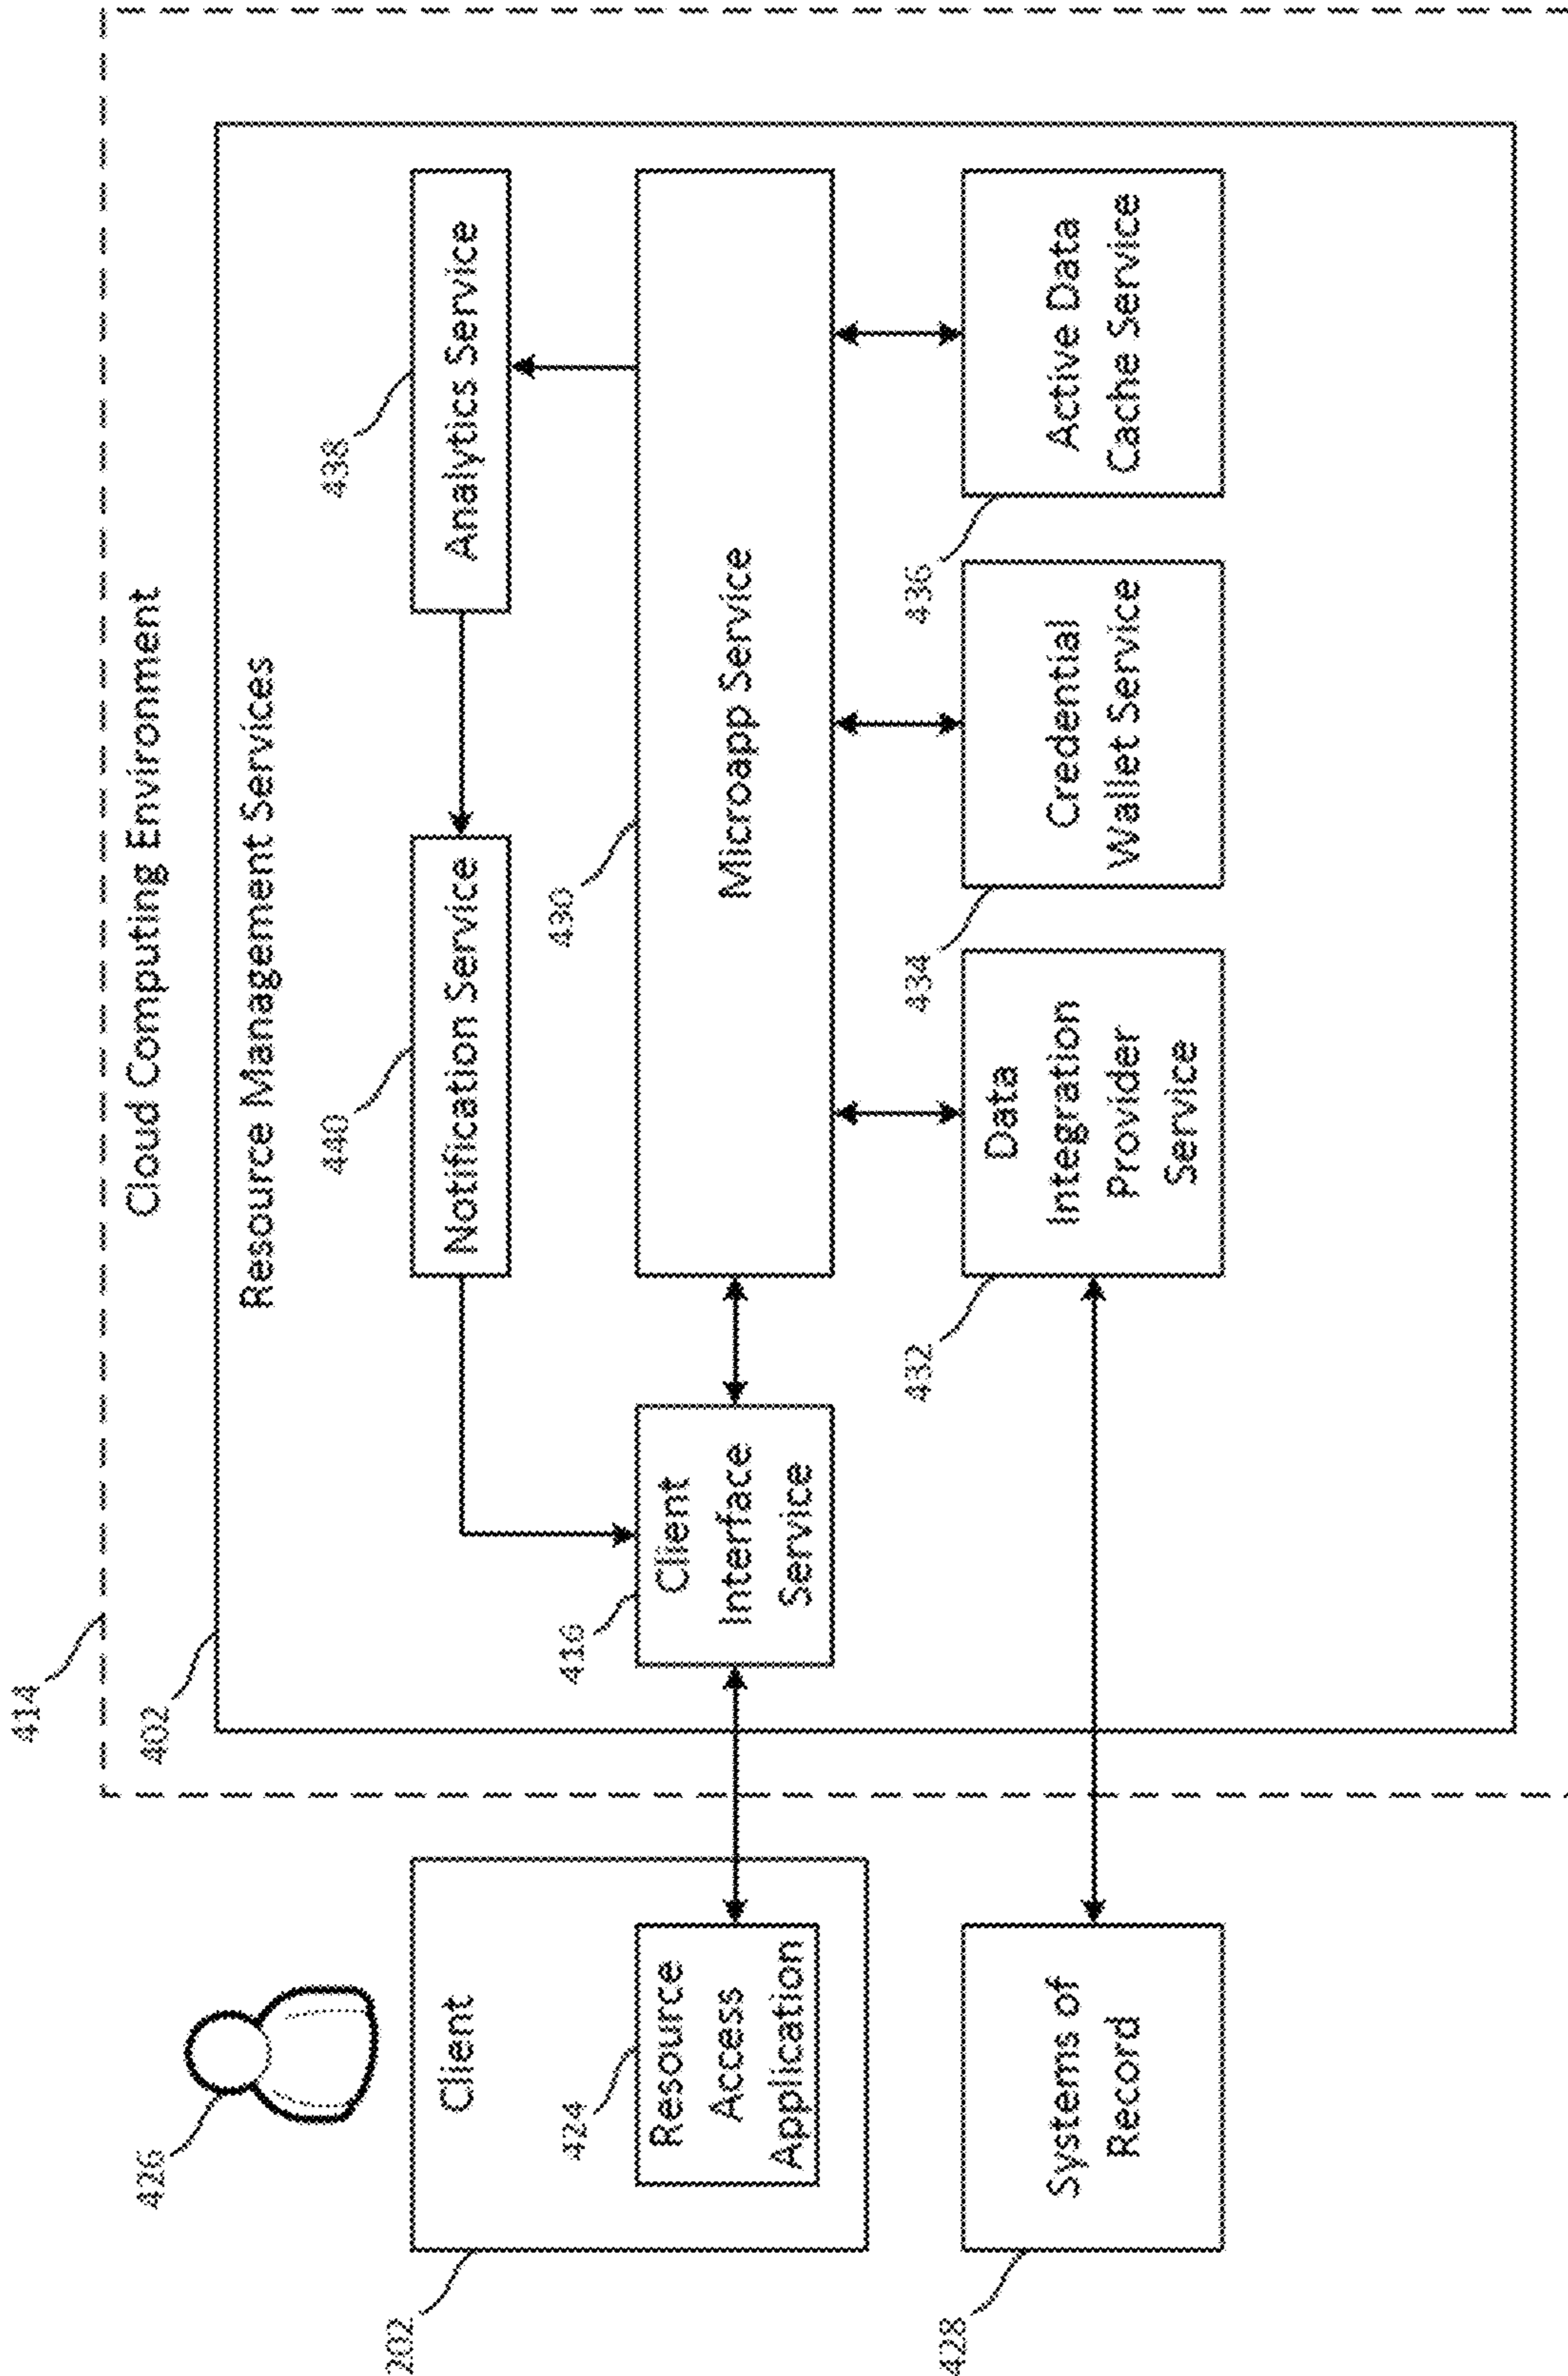 414
Cloud Computing Environment
402
Resource Management Services
426
440
438
Client
Notification Service
Analytics Service
202
424
416
430
Resource
Access
Application
Client
Interface
Service
Microapp Service
428
432
434
436
Systems of
Record
Data
Integration
Provider
Service
Credential
Wallet Service
Active Data
Cache Service